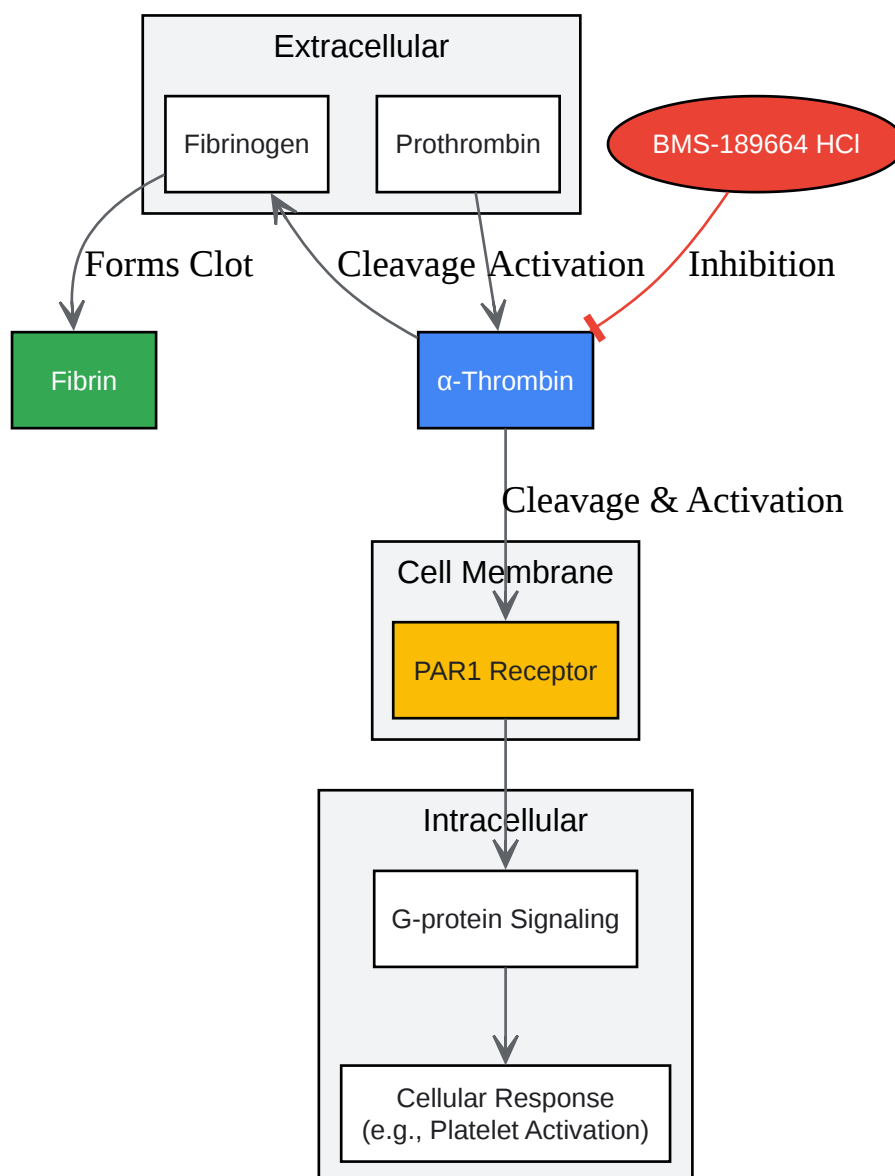 Extracellular
Fibrinogen
Prothrombin
BMS-189664 HCl
Forms Clot
Cleavage
Activation
Inhibition
Fibrin
α-Thrombin
Cleavage & Activation
Cell Membrane
PAR1 Receptor
Intracellular
G-protein Signaling
Cellular Response
(e.g., Platelet Activation)